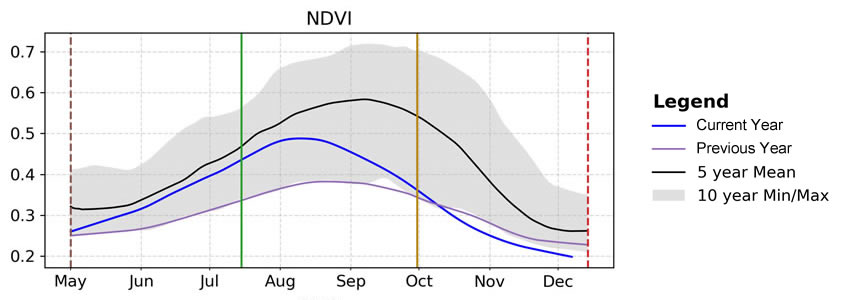 NDVI
0.7
0.6
0.5
0.4
0.3
0.2
May Jun Jul Aug Sep Oct Nov Dec
Legend
Current Year
Previous Year
5 year Mean
10 year Min/Max